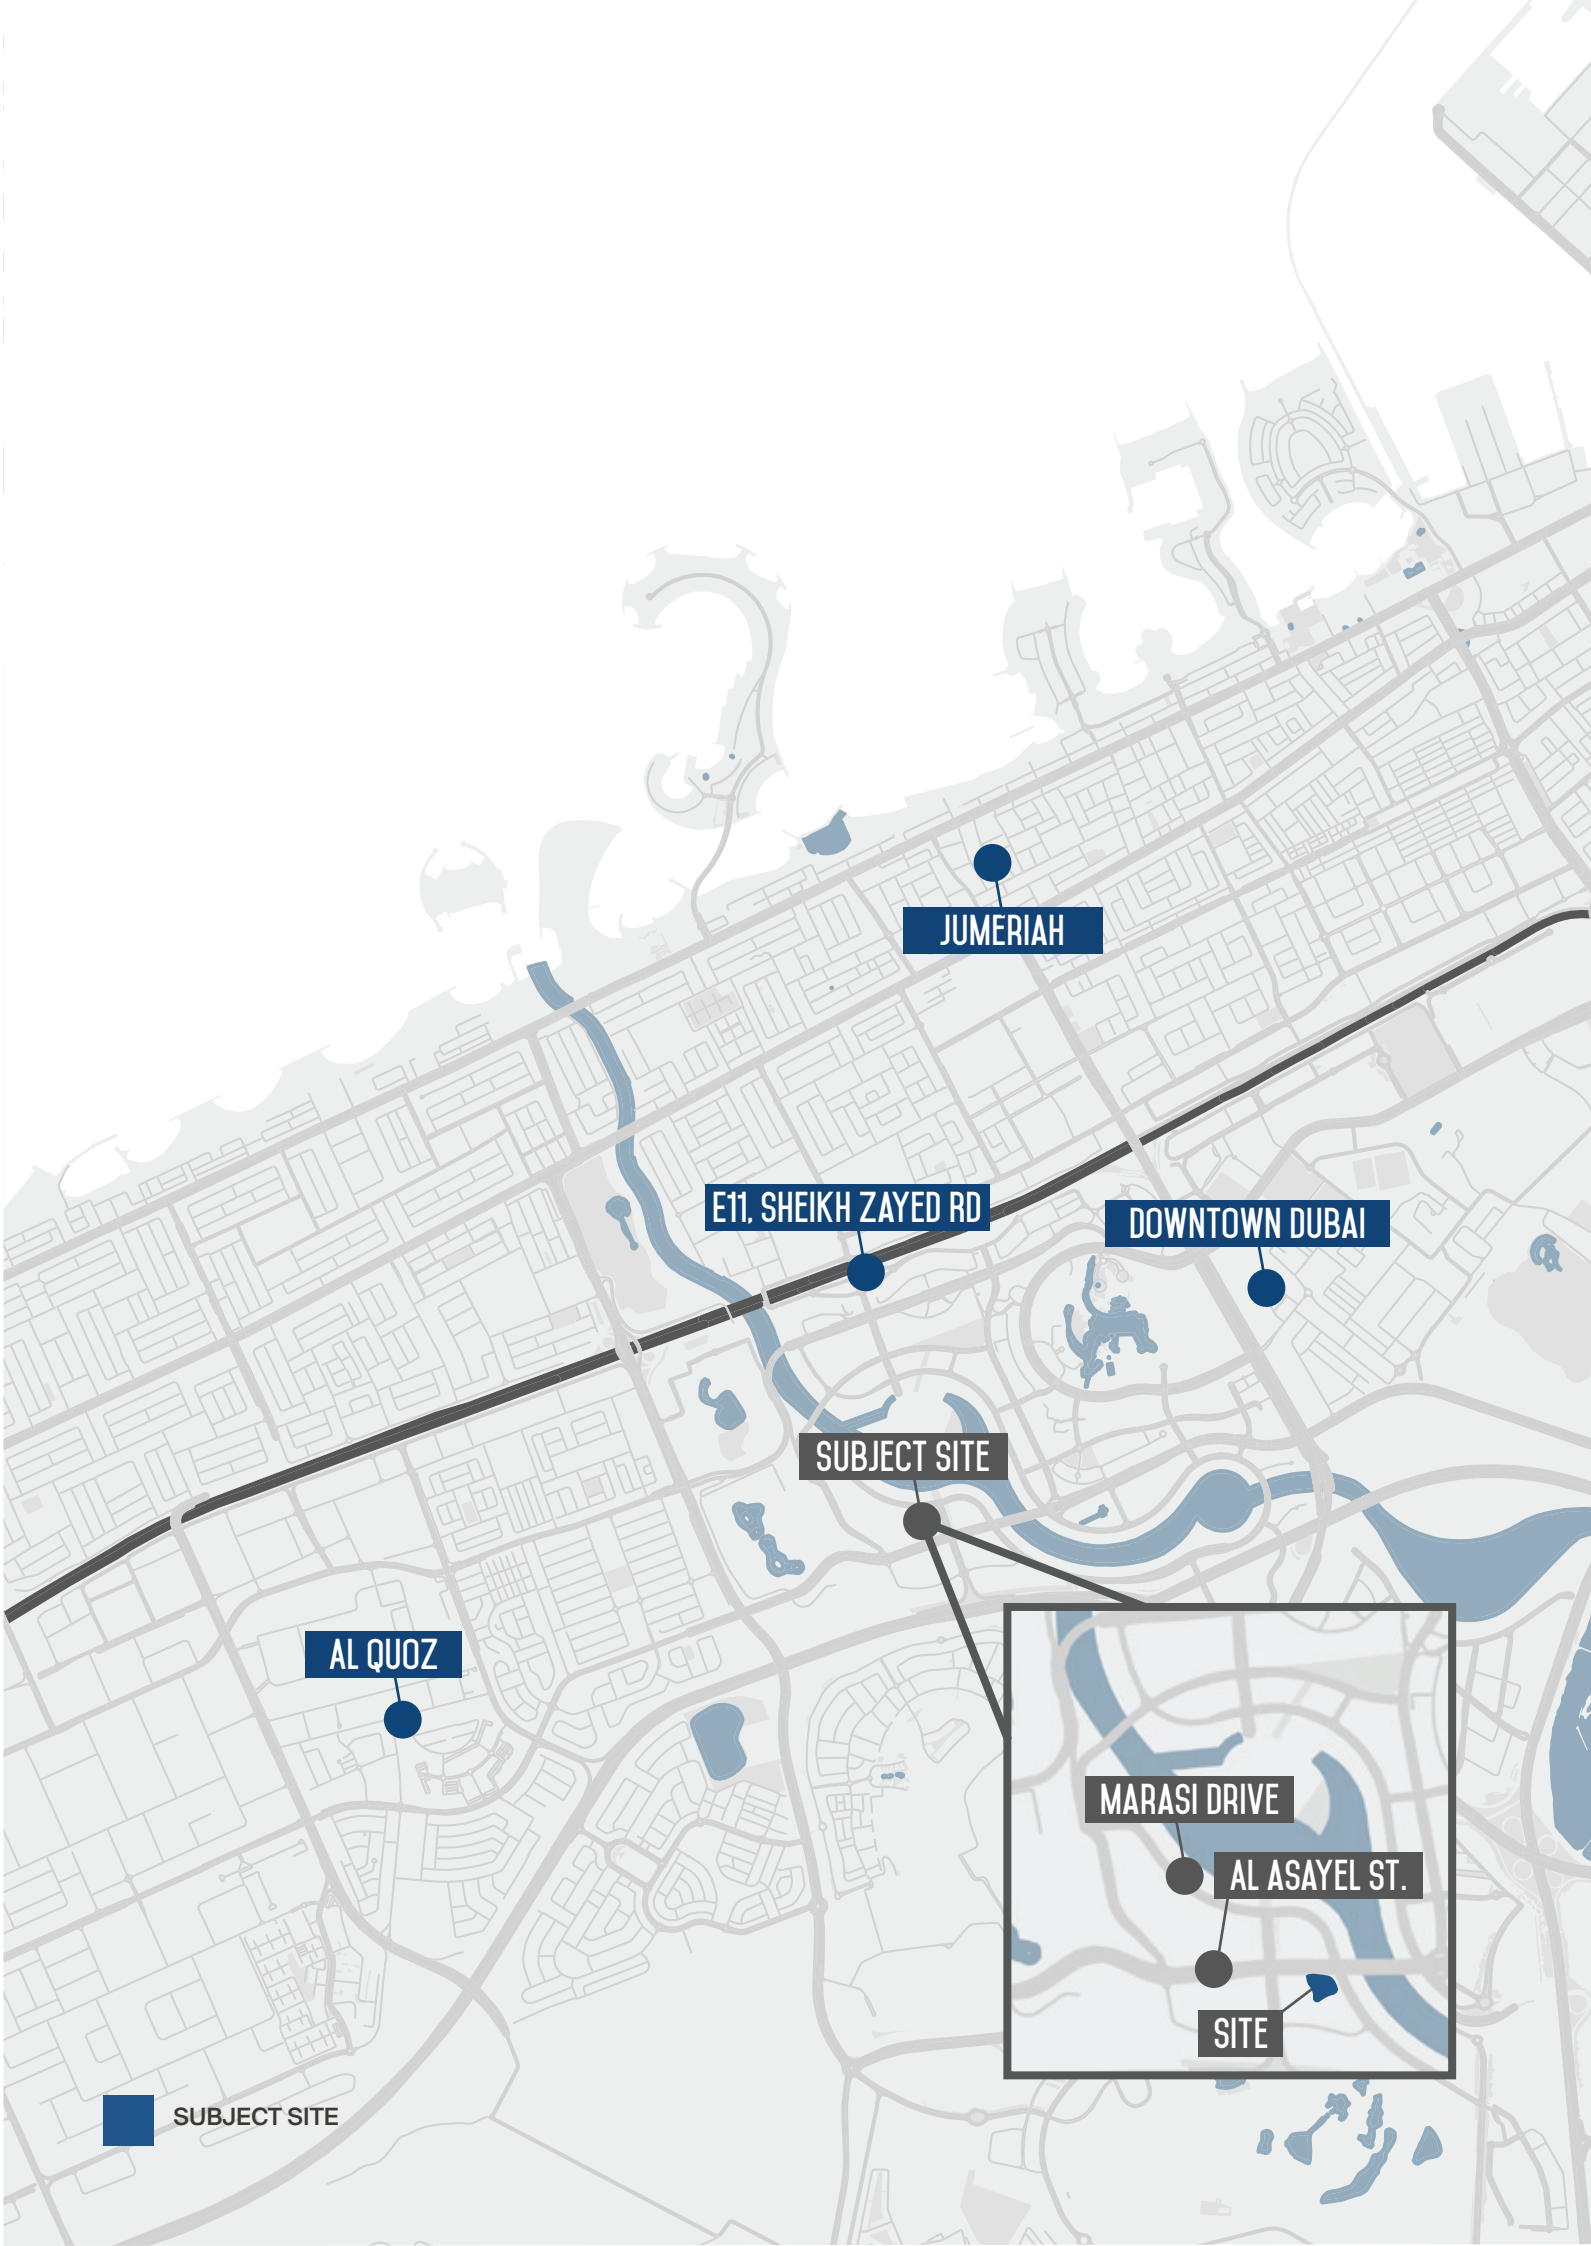 JUMERIAH
E11, SHEIKH ZAYED RD
DOWNTOWN DUBAI
SUBJECT SITE
AL QUOZ
MARASI DRIVE
AL ASAYEL ST.
SITE
SUBJECT SITE